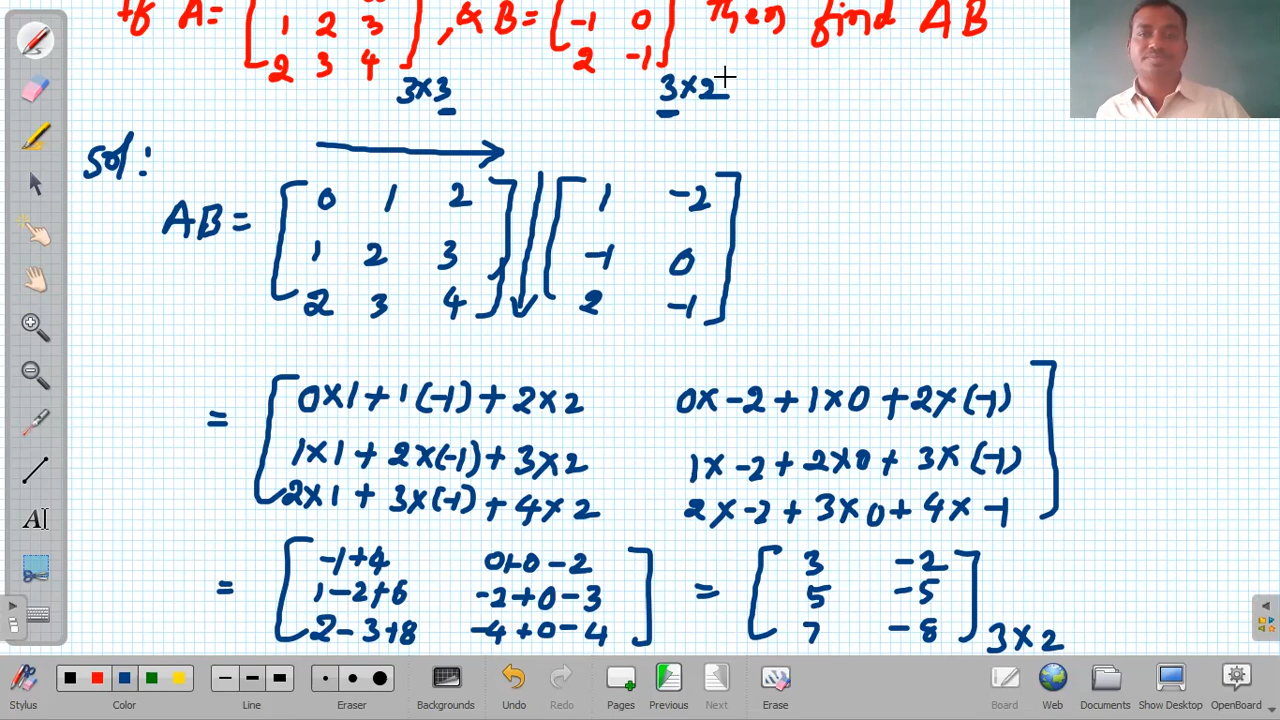 If A = [ 1 2 3 , & B = [ -1 0 ] Then find AB
2 3 4 ] 2 -1 ]
3×3 3×2
Sol:
AB = [ 0 1 2 ] [ 1 -2 ]
1 2 3 -1 0
2 3 4 2 -1
= [ 0×1 + 1(-1) + 2×2 0×-2 + 1×0 + 2×(-1) ]
1×1 + 2×(-1) + 3×2 1×-2 + 2×0 + 3×(-1)
2×1 + 3×(-1) + 4×2 2×-2 + 3×0 + 4×-1
= [ -1+4 0+0-2 ] = [ 3 -2 ]
1-2+6 -2+0-3 5 -5
2-3+8 -4+0-4 7 -8 3×2
Stylus Color Line Eraser Backgrounds Undo Redo Pages Previous Next Erase Board Web Documents Show Desktop OpenBoard